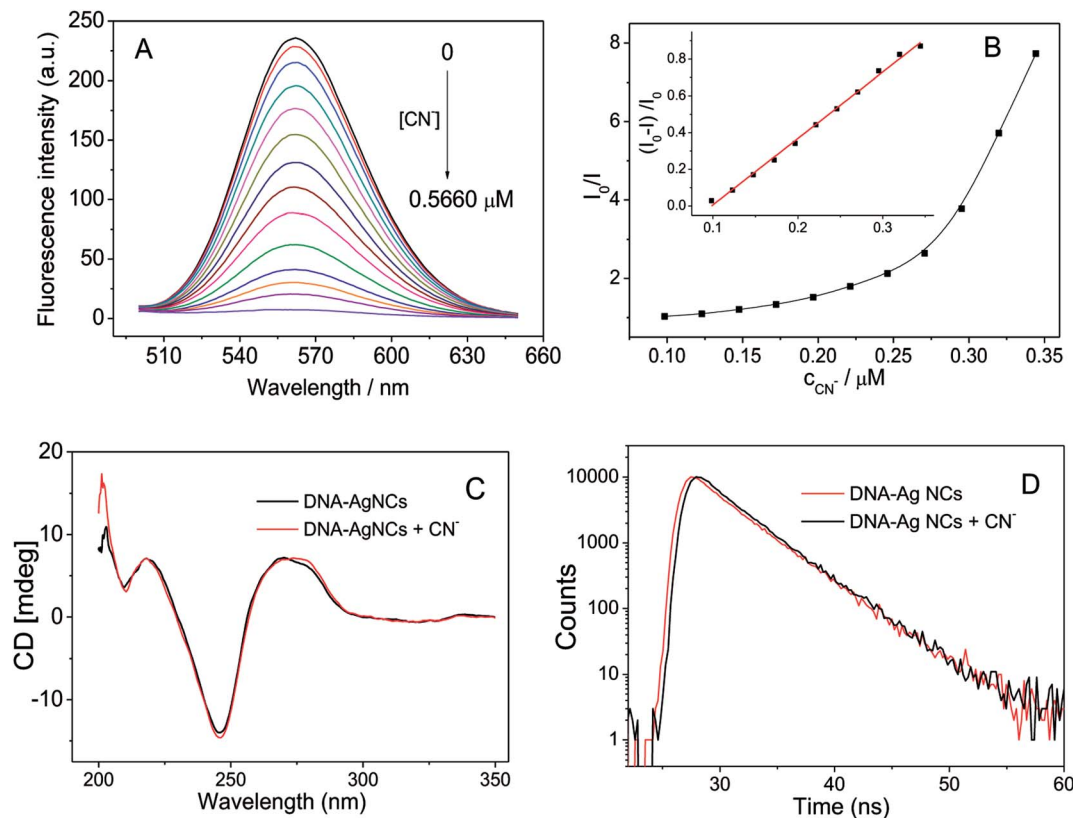 A
0
[CN⁻]
0.5660 μM
Fluorescence intensity (a.u.)
250
200
150
100
50
0
510 540 570 600 630 660
Wavelength / nm
B
I₀/I
8
6
4
2
(I₀-I) /I₀
0.8
0.6
0.4
0.2
0.0
0.1 0.2 0.3
0.10 0.15 0.20 0.25 0.30 0.35
c_CN⁻ / μM
C
DNA-AgNCs
DNA-AgNCs + CN⁻
CD [mdeg]
20
10
0
-10
200 250 300 350
Wavelength (nm)
D
DNA-Ag NCs
DNA-Ag NCs + CN⁻
Counts
10000
1000
100
10
1
30 40 50 60
Time (ns)